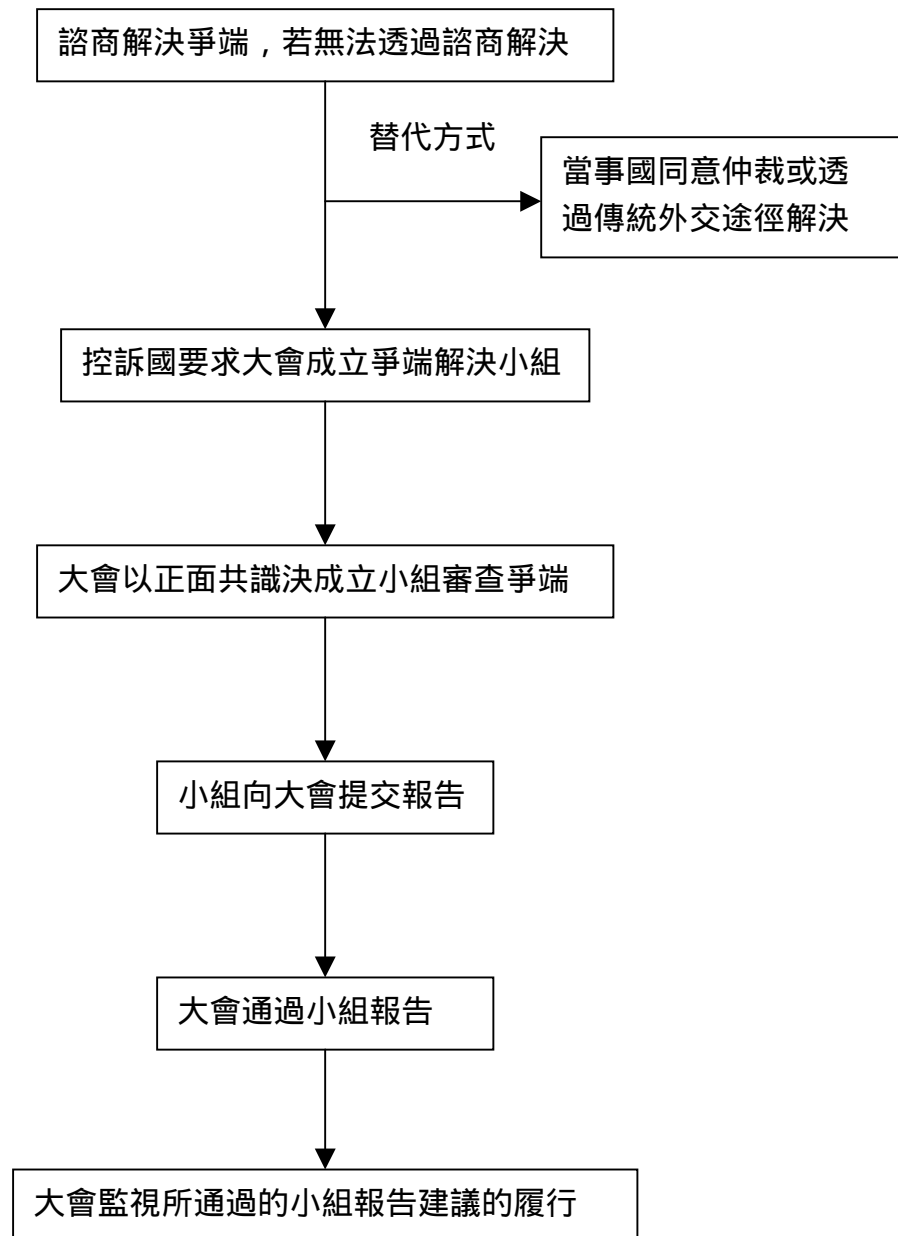 諮商解決爭端，若無法透過諮商解決
替代方式
當事國同意仲裁或透
過傳統外交途徑解決
控訴國要求大會成立爭端解決小組
大會以正面共識決成立小組審查爭端
小組向大會提交報告
大會通過小組報告
大會監視所通過的小組報告建議的履行